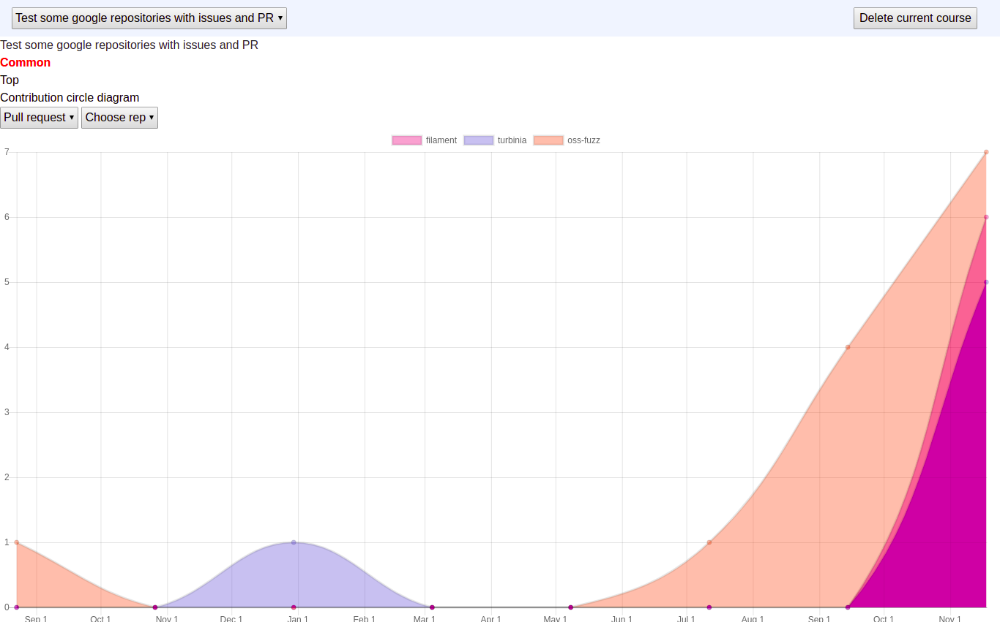 Test some google repositories with issues and PR ▾ Delete current course
Test some google repositories with issues and PR
Common
Top
Contribution circle diagram
Pull request ▾ Choose rep ▾
filament turbinia oss-fuzz
7
6
5
4
3
2
1
0
Sep 1 Oct 1 Nov 1 Dec 1 Jan 1 Feb 1 Mar 1 Apr 1 May 1 Jun 1 Jul 1 Aug 1 Sep 1 Oct 1 Nov 1